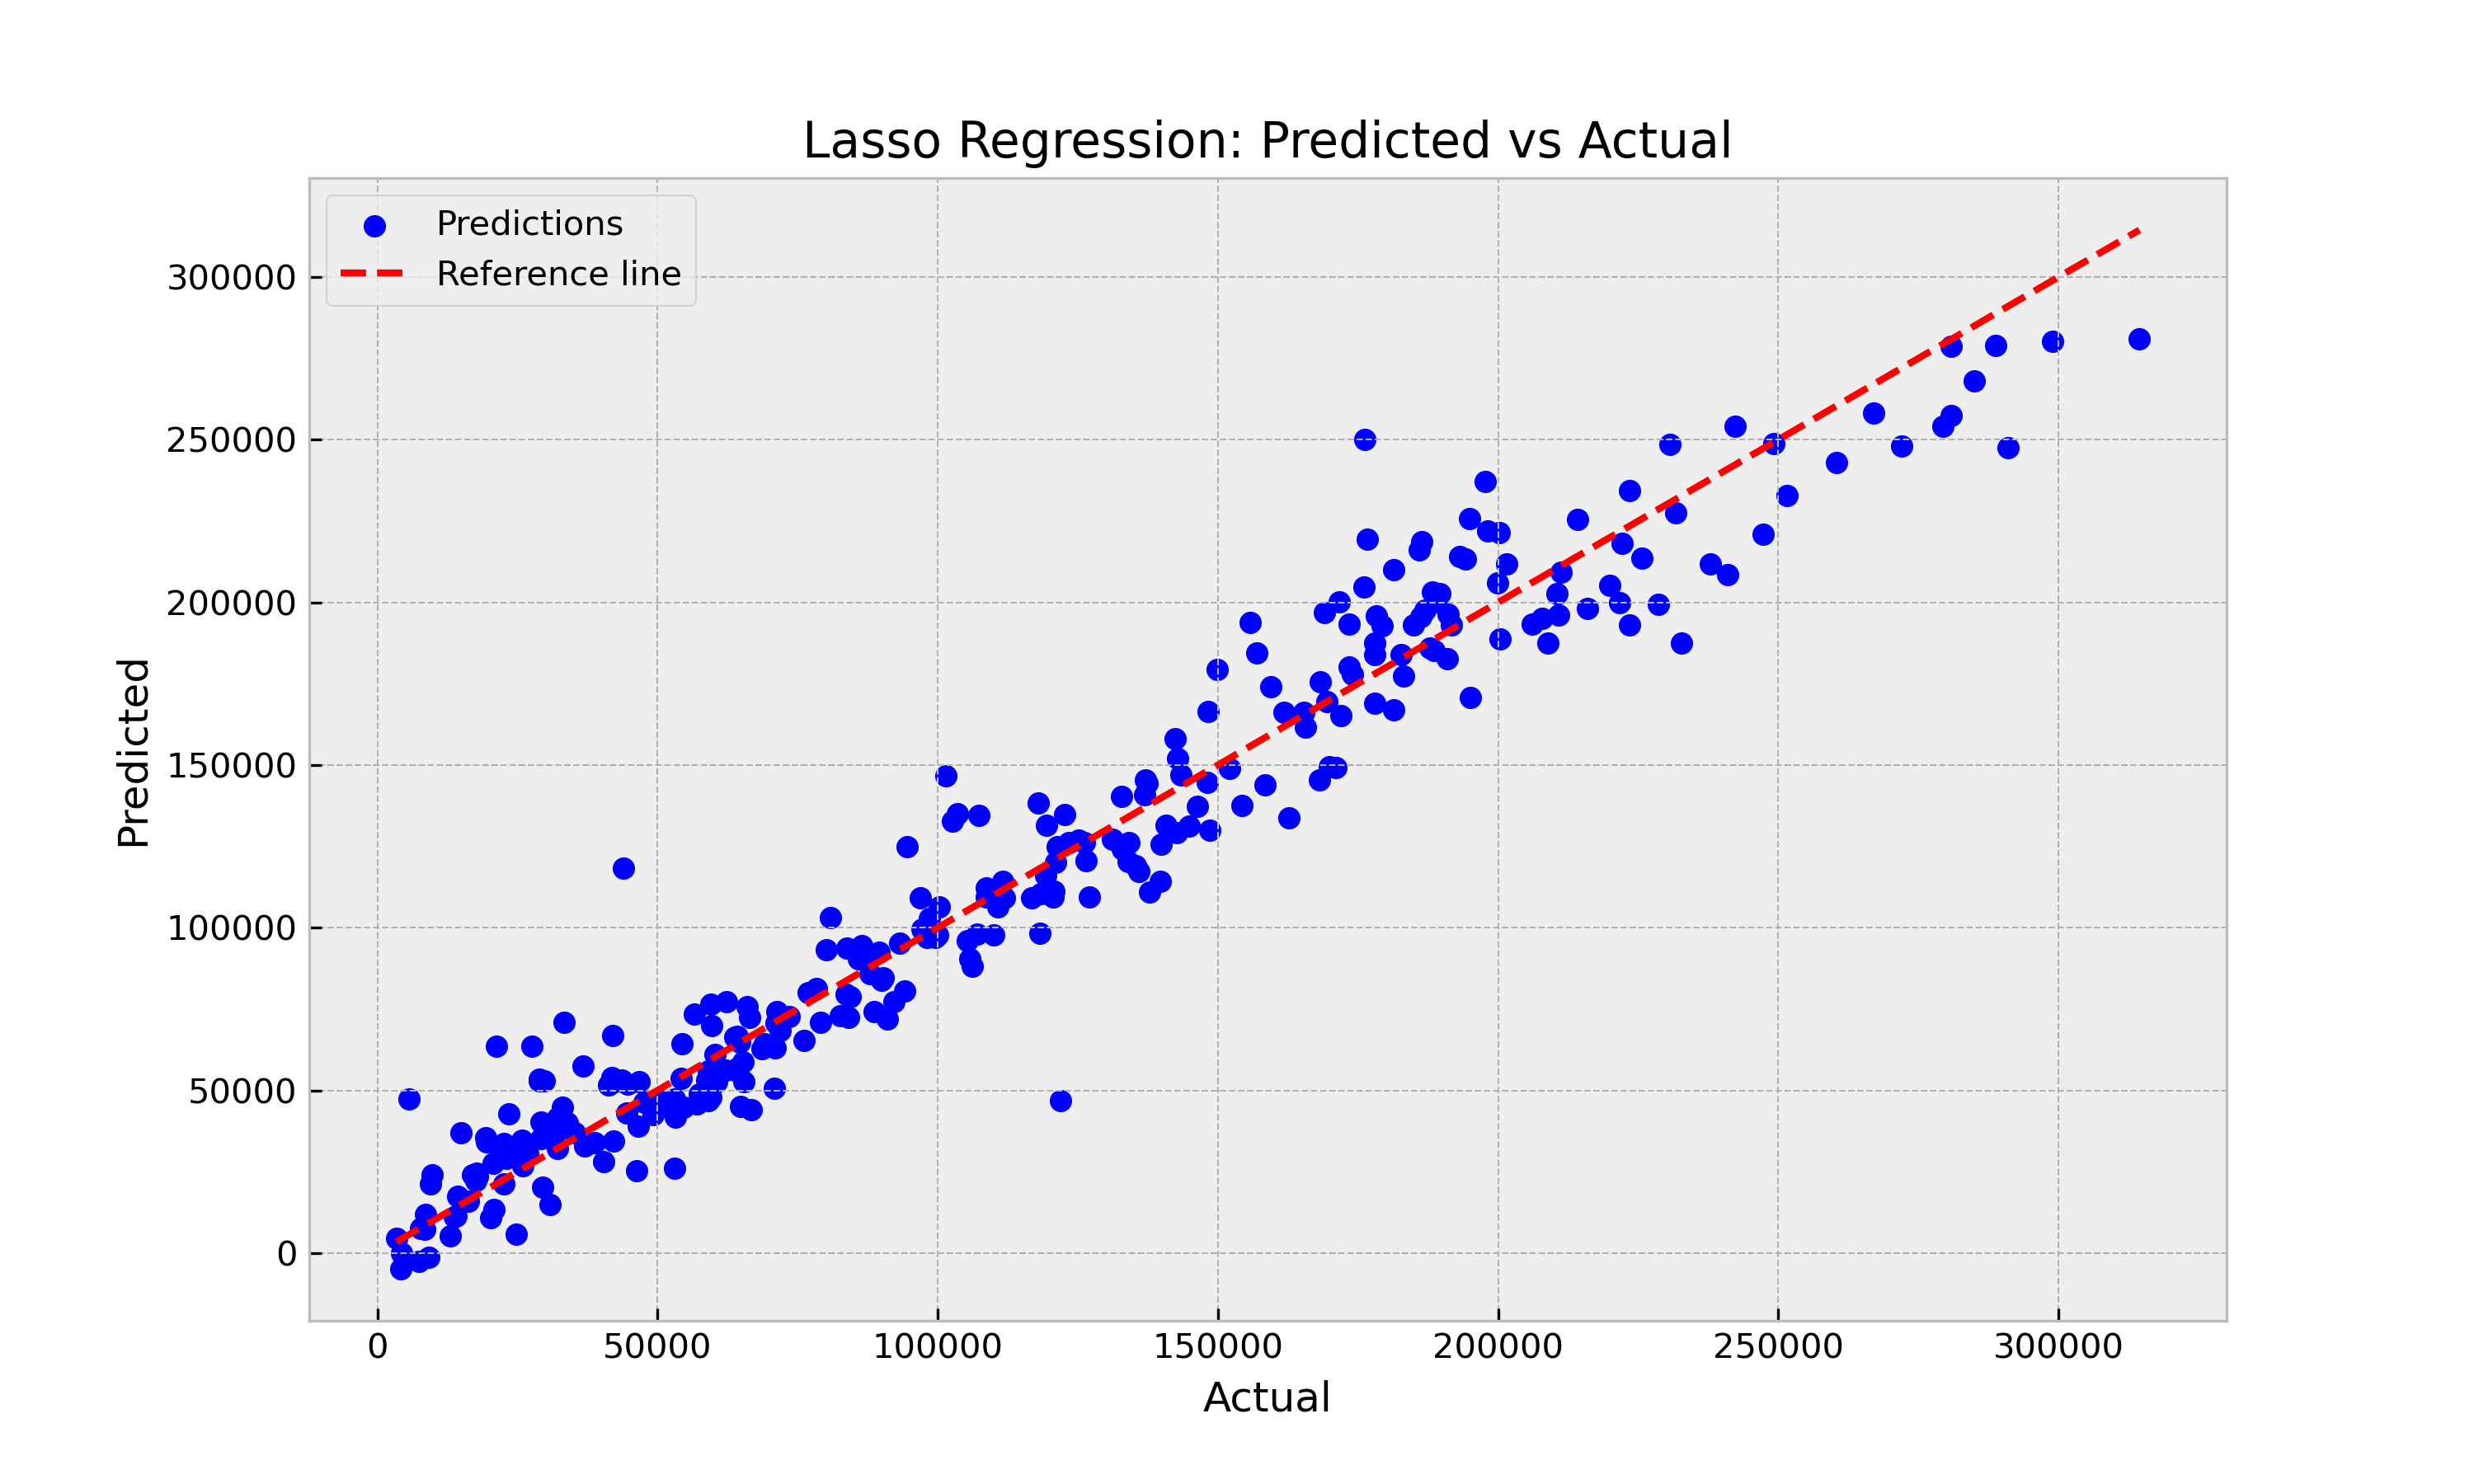 Lasso Regression: Predicted vs Actual
Predictions
Reference line
300000
250000
200000
150000
100000
50000
0
Predicted
0 50000 100000 150000 200000 250000 300000
Actual